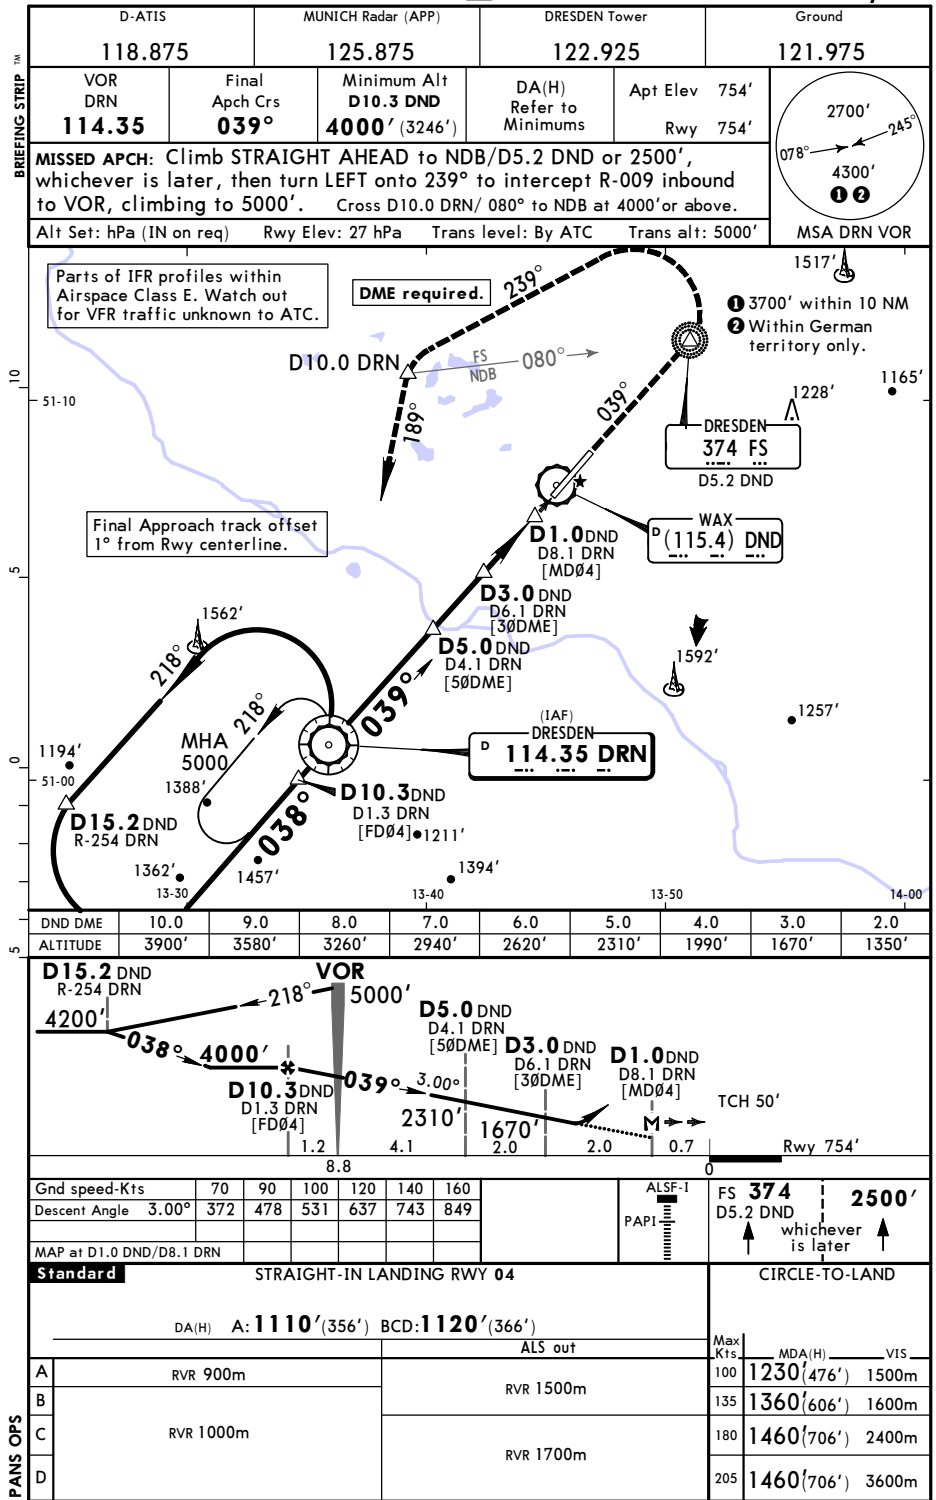 D-ATIS MUNICH Radar (APP) DRESDEN Tower Ground
118.875 125.875 122.925 121.975
BRIEFING STRIP TM
VOR
DRN
114.35
Final
Apch Crs
039°
Minimum Alt
D10.3 DND
4000' (3246')
DA(H)
Refer to
Minimums
Apt Elev 754'
Rwy 754'
2700'
245°
078°
4300'
1 2
MSA DRN VOR
MISSED APCH: Climb STRAIGHT AHEAD to NDB/D5.2 DND or 2500',
whichever is later, then turn LEFT onto 239° to intercept R-009 inbound
to VOR, climbing to 5000'. Cross D10.0 DRN/ 080° to NDB at 4000'or above.
Alt Set: hPa (IN on req) Rwy Elev: 27 hPa Trans level: By ATC Trans alt: 5000'
Parts of IFR profiles within
Airspace Class E. Watch out
for VFR traffic unknown to ATC.
DME required.
239°
1517'
1 3700' within 10 NM
2 Within German
territory only.
D10.0 DRN
FS
NDB
080°
1165'
10
51-10
189°
039°
1228'
DRESDEN
374 FS
D5.2 DND
Final Approach track offset
1° from Rwy centerline.
WAX
D (115.4) DND
D1.0 DND
D8.1 DRN
[MDØ4]
5
D3.0 DND
D6.1 DRN
[3ØDME]
1562'
D5.0 DND
D4.1 DRN
[5ØDME]
1592'
218°
218°
039°
1257'
(IAF)
DRESDEN
D 114.35 DRN
MHA
5000
1194'
0
51-00
1388'
D10.3 DND
D1.3 DRN
[FDØ4]
1211'
D15.2 DND
R-254 DRN
038°
1362'
1457'
1394'
13-30 13-40 13-50 14-00
DND DME 10.0 9.0 8.0 7.0 6.0 5.0 4.0 3.0 2.0
ALTITUDE 3900' 3580' 3260' 2940' 2620' 2310' 1990' 1670' 1350'
5
D15.2 DND
R-254 DRN
VOR
218° 5000'
4200'
038°
4000'
D10.3 DND
D1.3 DRN
[FDØ4]
039° 3.00°
D5.0 DND
D4.1 DRN
[5ØDME]
D3.0 DND
D6.1 DRN
[3ØDME]
D1.0 DND
D8.1 DRN
[MDØ4]
2310'
1670'
M
TCH 50'
1.2 4.1 2.0 2.0 0.7 Rwy 754'
8.8 0
Gnd speed-Kts 70 90 100 120 140 160
Descent Angle 3.00° 372 478 531 637 743 849
MAP at D1.0 DND/D8.1 DRN
ALSF-I
PAPI
FS 374
D5.2 DND
whichever
is later
2500'
Standard STRAIGHT-IN LANDING RWY 04 CIRCLE-TO-LAND
DA(H) A: 1110'(356') BCD: 1120'(366')
ALS out
Max
Kts MDA(H) VIS
A RVR 900m RVR 1500m 100 1230'(476') 1500m
B 135 1360'(606') 1600m
C RVR 1000m 180 1460'(706') 2400m
D RVR 1700m 205 1460'(706') 3600m
PANS OPS